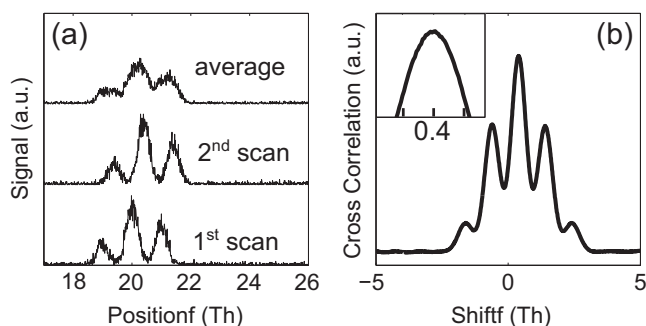 (a)
average
2nd scan
1st scan
Signal (a.u.)
18 20 22 24 26
Positionf (Th)
(b)
0.4
Cross Correlation (a.u.)
−5 0 5
Shiftf (Th)